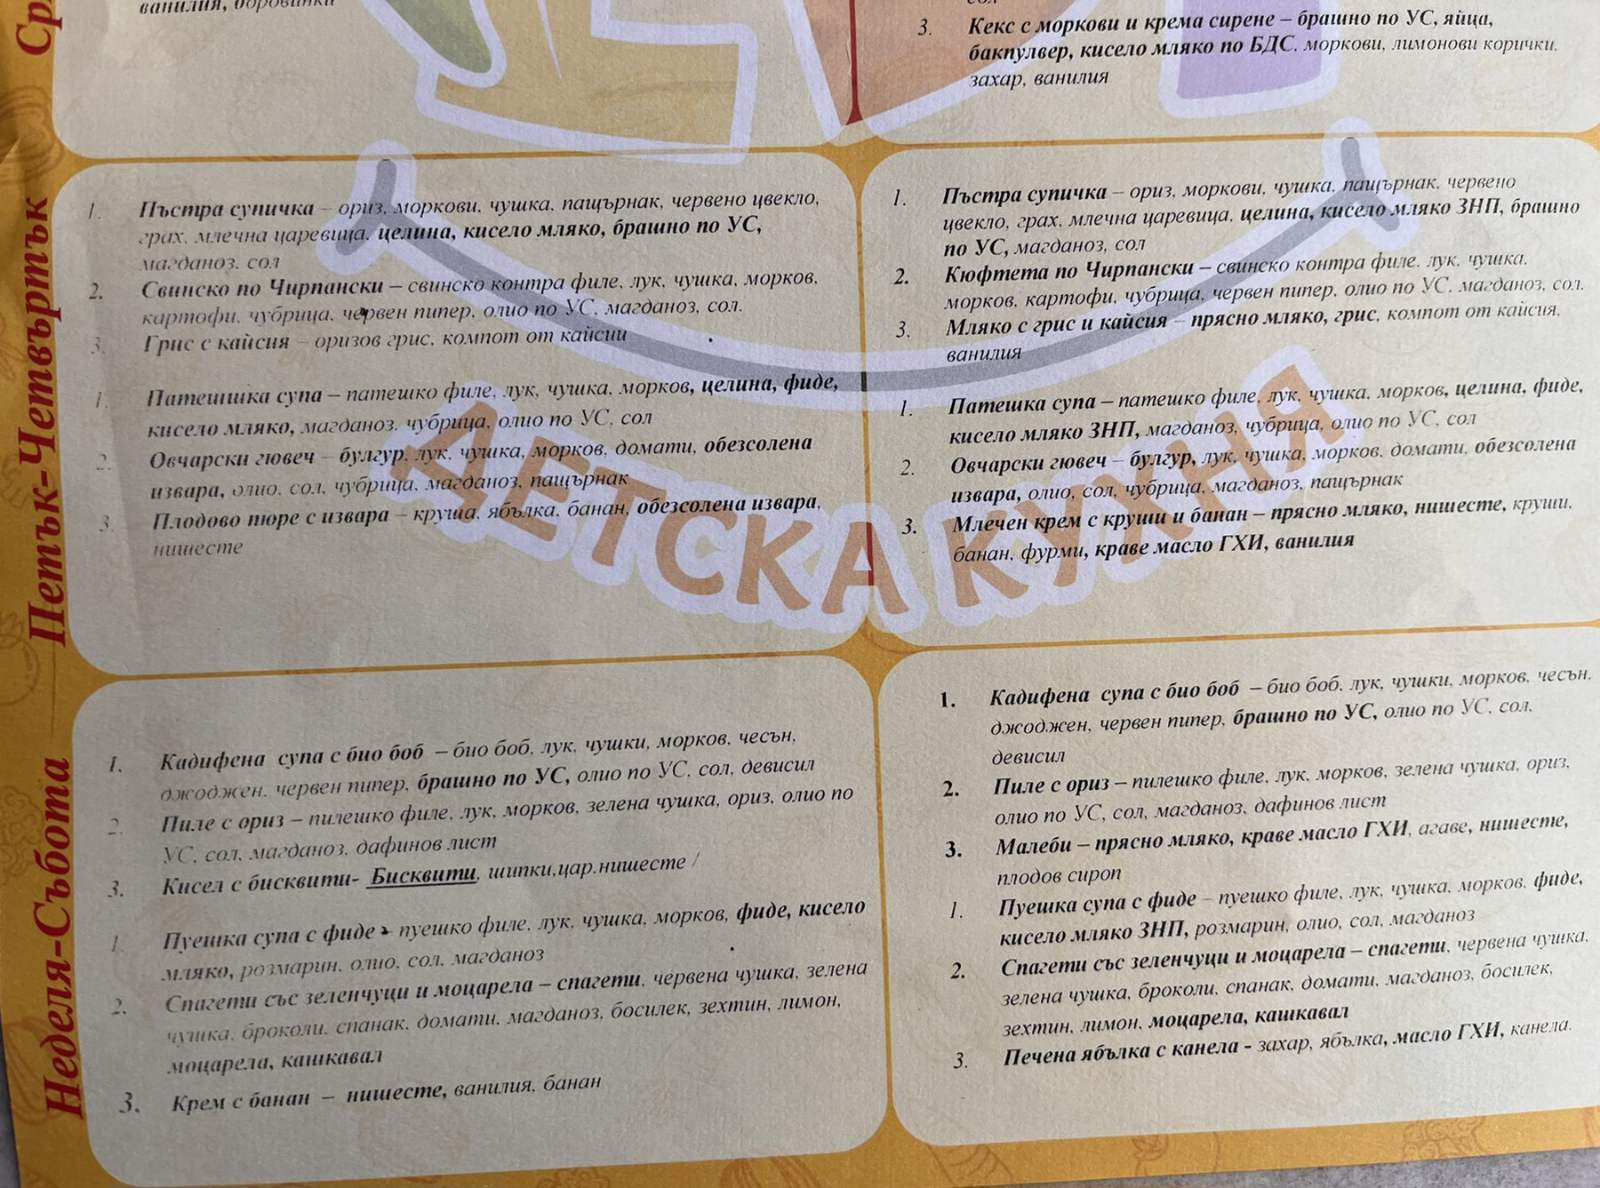 ванилия, боровинки
3. Кекс с моркови и крема сирене – брашно по УС, яйца,
бакпулвер, кисело мляко по БДС, моркови, лимонови корички,
захар, ванилия
Петък-Четвъртък
1. Пъстра супичка – ориз, моркови, чушка, пащърнак, червено цвекло,
грах, млечна царевица, целина, кисело мляко, брашно по УС,
магданоз, сол
2. Свинско по Чирпански – свинско контра филе, лук, чушка, морков,
картофи, чубрица, червен пипер, олио по УС, магданоз, сол.
3. Грис с кайсия – оризов грис, компот от кайсии
1. Патешшка супа – патешко филе, лук, чушка, морков, целина, фиде,
кисело мляко, магданоз, чубрица, олио по УС, сол
2. Овчарски гювеч – булгур, лук, чушка, морков, домати, обезсолена
извара, олио, сол, чубрица, магданоз, пащърнак
3. Плодово пюре с извара – круша, ябълка, банан, обезсолена извара,
нишесте
1. Пъстра супичка – ориз, моркови, чушка, пащърнак, червено
цвекло, грах, млечна царевица, целина, кисело мляко ЗНП, брашно
по УС, магданоз, сол
2. Кюфтета по Чирпански – свинско контра филе, лук, чушка,
морков, картофи, чубрица, червен пипер, олио по УС, магданоз, сол.
3. Мляко с грис и кайсия – прясно мляко, грис, компот от кайсия,
ванилия
1. Патешка супа – патешко филе, лук, чушка, морков, целина, фиде,
кисело мляко ЗНП, магданоз, чубрица, олио по УС, сол
2. Овчарски гювеч – булгур, лук, чушка, морков, домати, обезсолена
извара, олио, сол, чубрица, магданоз, пащърнак
3. Млечен крем с круши и банан – прясно мляко, нишесте, круши,
банан, фурми, краве масло ГХИ, ванилия
ДЕТСКА КУХНЯ
Неделя-Събота
1. Кадифена супа с био боб – био боб, лук, чушки, морков, чесън,
джоджен, червен пипер, брашно по УС, олио по УС, сол, девисил
2. Пиле с ориз – пилешко филе, лук, морков, зелена чушка, ориз, олио по
УС, сол, магданоз, дафинов лист
3. Кисел с бисквити- Бисквити, шипки,цар.нишесте /
1. Пуешка супа с фиде - пуешко филе, лук, чушка, морков, фиде, кисело
мляко, розмарин, олио, сол, магданоз
2. Спагети със зеленчуци и моцарела – спагети, червена чушка, зелена
чушка, броколи, спанак, домати, магданоз, босилек, зехтин, лимон,
моцарела, кашкавал
3. Крем с банан – нишесте, ванилия, банан
1. Кадифена супа с био боб – био боб, лук, чушки, морков, чесън,
джоджен, червен пипер, брашно по УС, олио по УС, сол,
девисил
2. Пиле с ориз – пилешко филе, лук, морков, зелена чушка, ориз,
олио по УС, сол, магданоз, дафинов лист
3. Малеби – прясно мляко, краве масло ГХИ, агаве, нишесте,
плодов сироп
1. Пуешка супа с фиде – пуешко филе, лук, чушка, морков, фиде,
кисело мляко ЗНП, розмарин, олио, сол, магданоз
2. Спагети със зеленчуци и моцарела – спагети, червена чушка,
зелена чушка, броколи, спанак, домати, магданоз, босилек,
зехтин, лимон, моцарела, кашкавал
3. Печена ябълка с канела - захар, ябълка, масло ГХИ, канела.